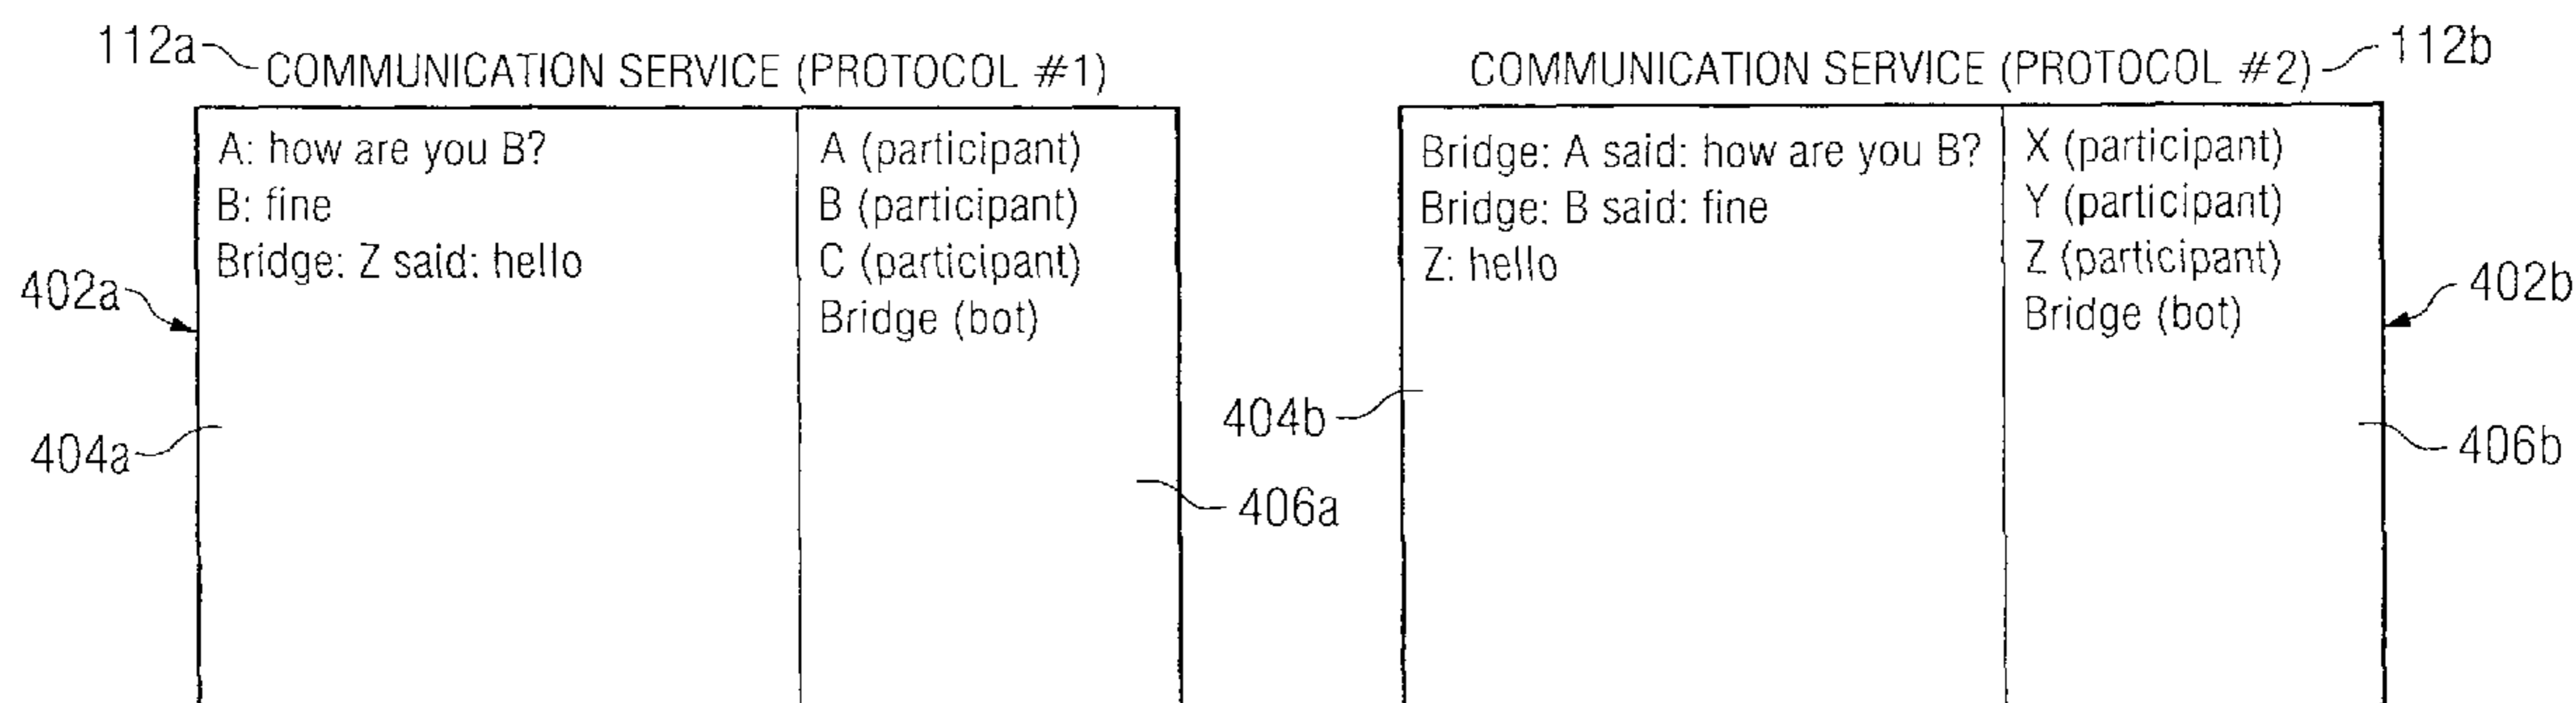 112a
COMMUNICATION SERVICE (PROTOCOL #1)
A: how are you B?
B: fine
Bridge: Z said: hello
A (participant)
B (participant)
C (participant)
Bridge (bot)
402a
404a
406a
COMMUNICATION SERVICE (PROTOCOL #2)
112b
Bridge: A said: how are you B?
Bridge: B said: fine
Z: hello
X (participant)
Y (participant)
Z (participant)
Bridge (bot)
402b
404b
406b